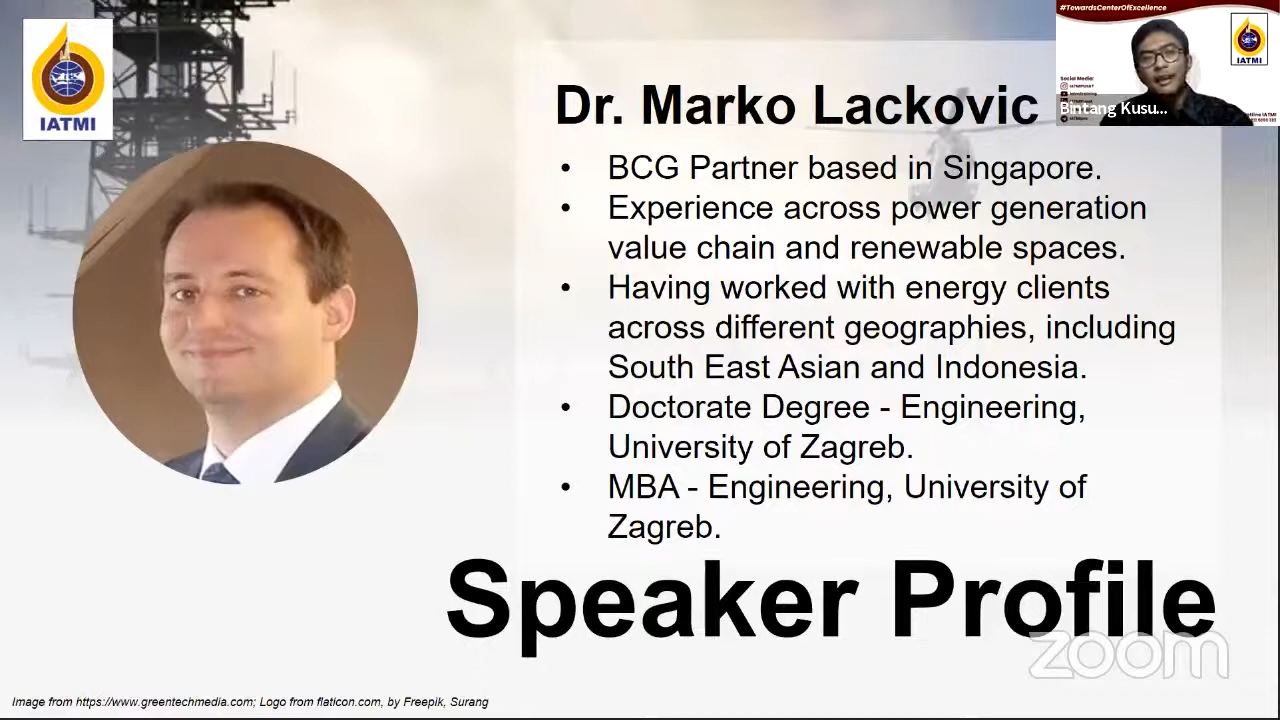 IATMI
Dr. Marko Lackovic
• BCG Partner based in Singapore.
• Experience across power generation
value chain and renewable spaces.
• Having worked with energy clients
across different geographies, including
South East Asian and Indonesia.
• Doctorate Degree - Engineering,
University of Zagreb.
• MBA - Engineering, University of
Zagreb.
Speaker Profile
zoom
Image from https://www.greentechmedia.com; Logo from flaticon.com, by Freepik, Surang
#TowardsCenterOfExcellence
IATMI
Social Media:
Bintang Kusu...